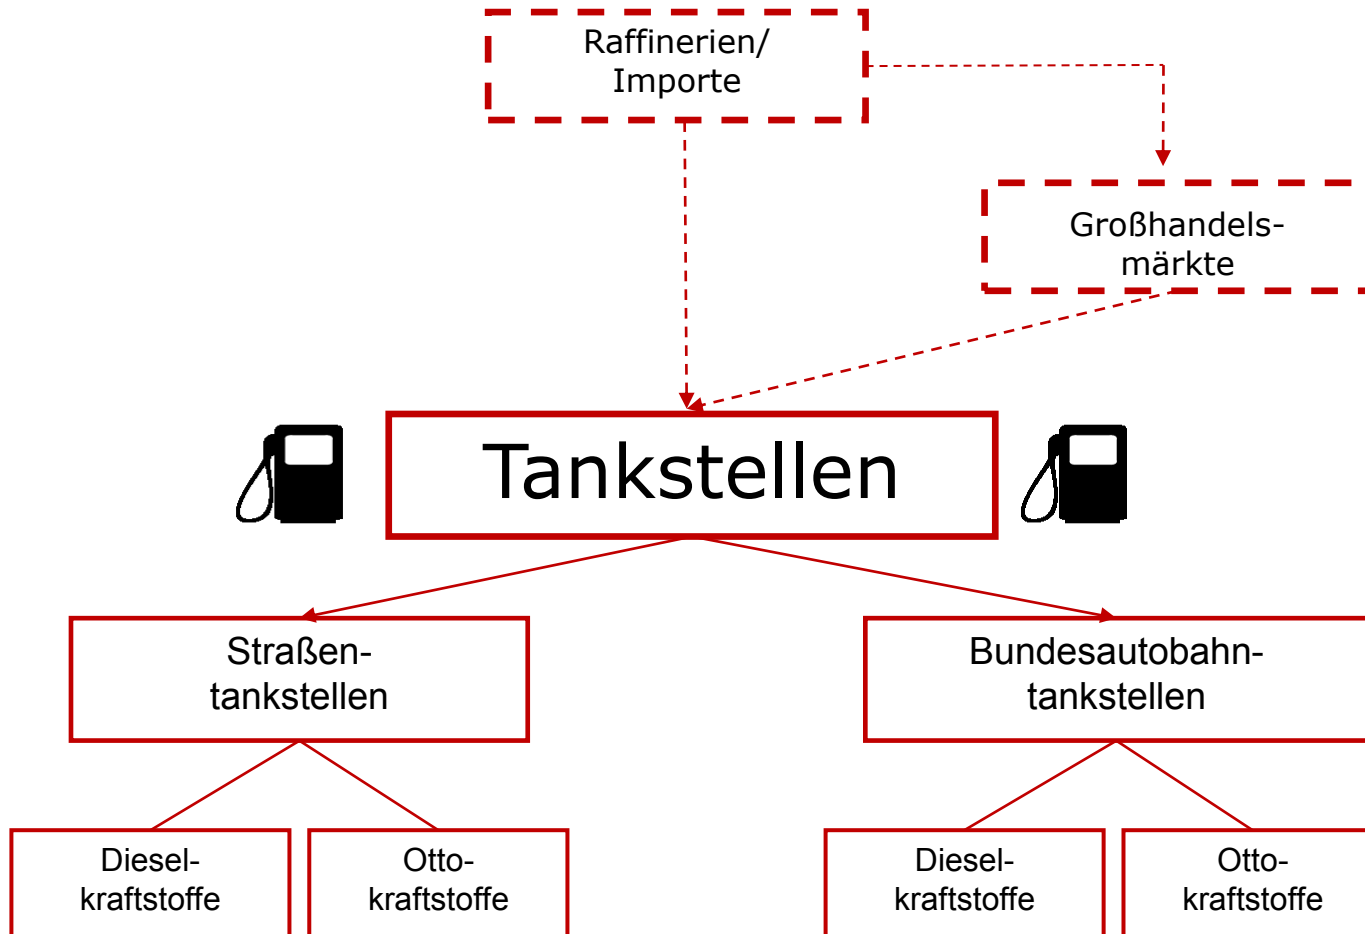 Raffinerien/
Importe
Großhandels-
märkte
Tankstellen
Straßen-
tankstellen
Bundesautobahn-
tankstellen
Diesel-
kraftstoffe
Otto-
kraftstoffe
Diesel-
kraftstoffe
Otto-
kraftstoffe